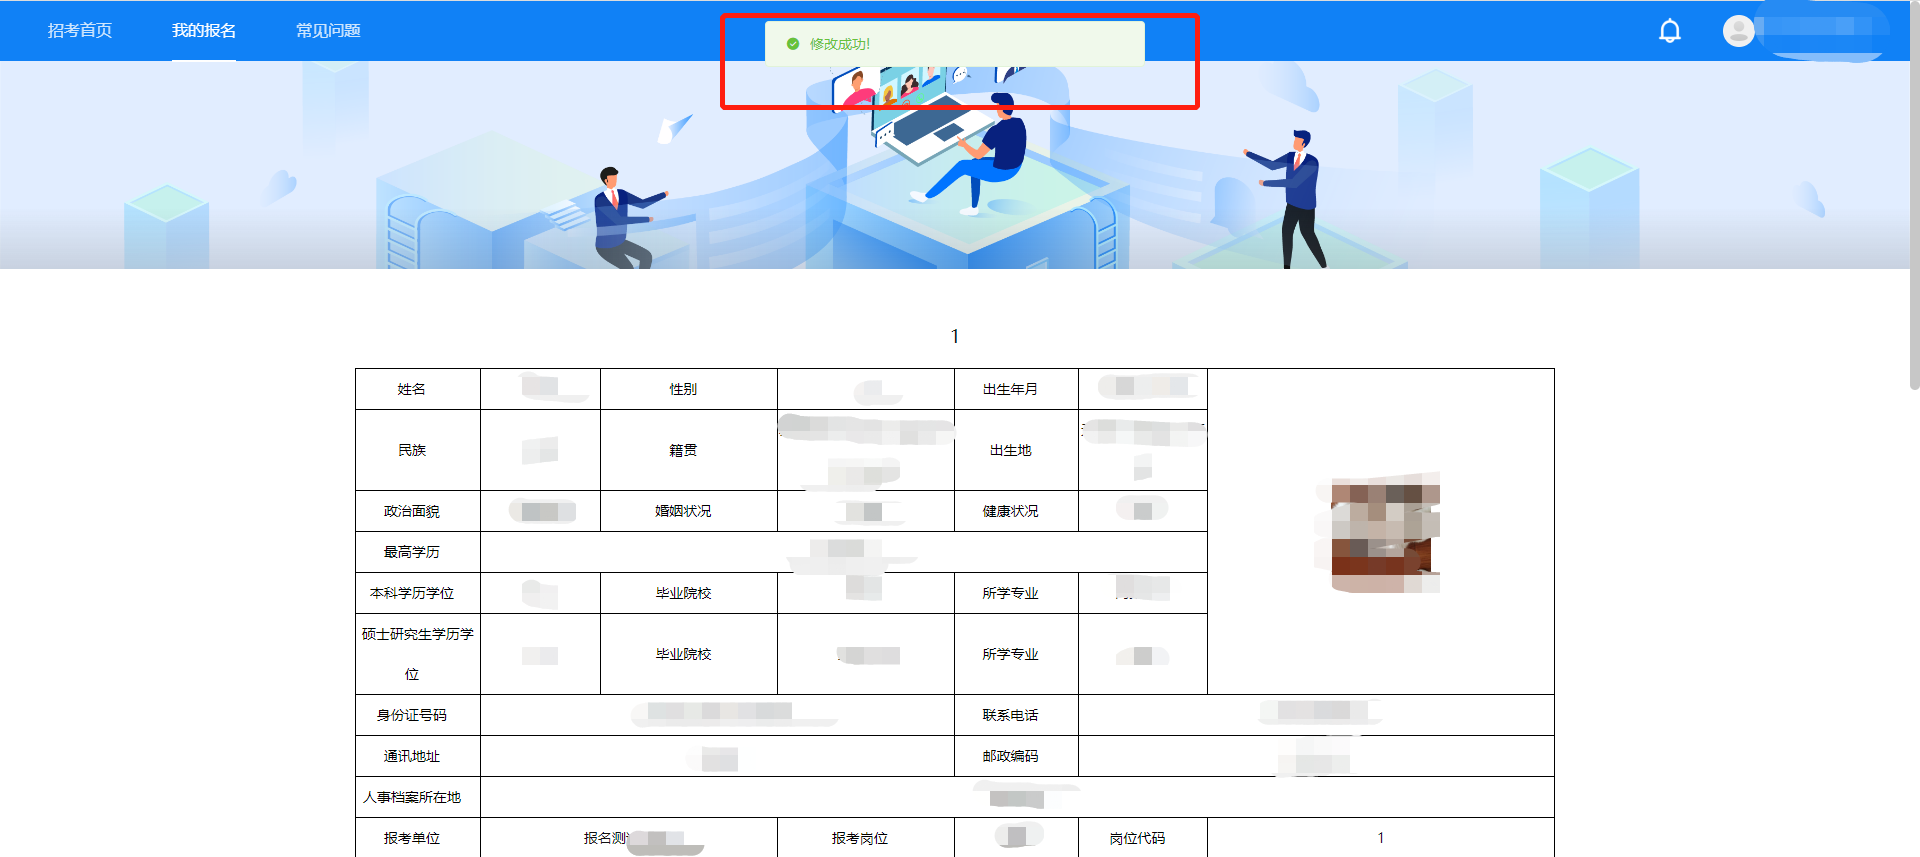 招考首页
我的报名
常见问题
修改成功!
1
姓名
性别
出生年月
民族
籍贯
出生地
政治面貌
婚姻状况
健康状况
最高学历
本科学历学位
毕业院校
所学专业
硕士研究生学历学
位
毕业院校
所学专业
身份证号码
联系电话
通讯地址
邮政编码
人事档案所在地
报考单位
报名测
报考岗位
岗位代码
1